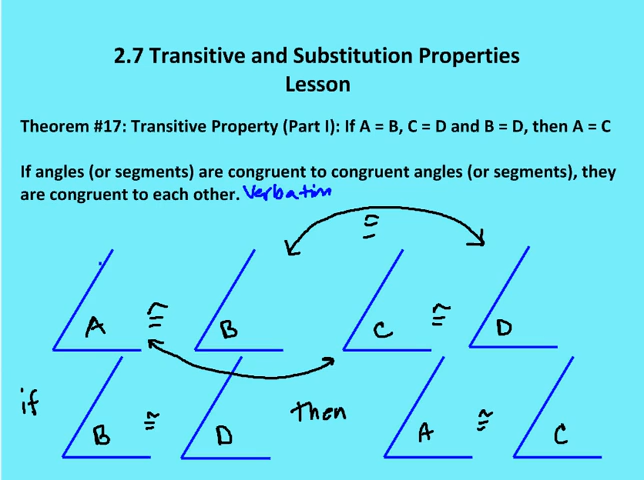 2.7 Transitive and Substitution Properties
Lesson
Theorem #17: Transitive Property (Part I): If A = B, C = D and B = D, then A = C
If angles (or segments) are congruent to congruent angles (or segments), they
are congruent to each other. Verbatim
=
A ≅ B C ≅ D
if B ≅ D then A ≅ C